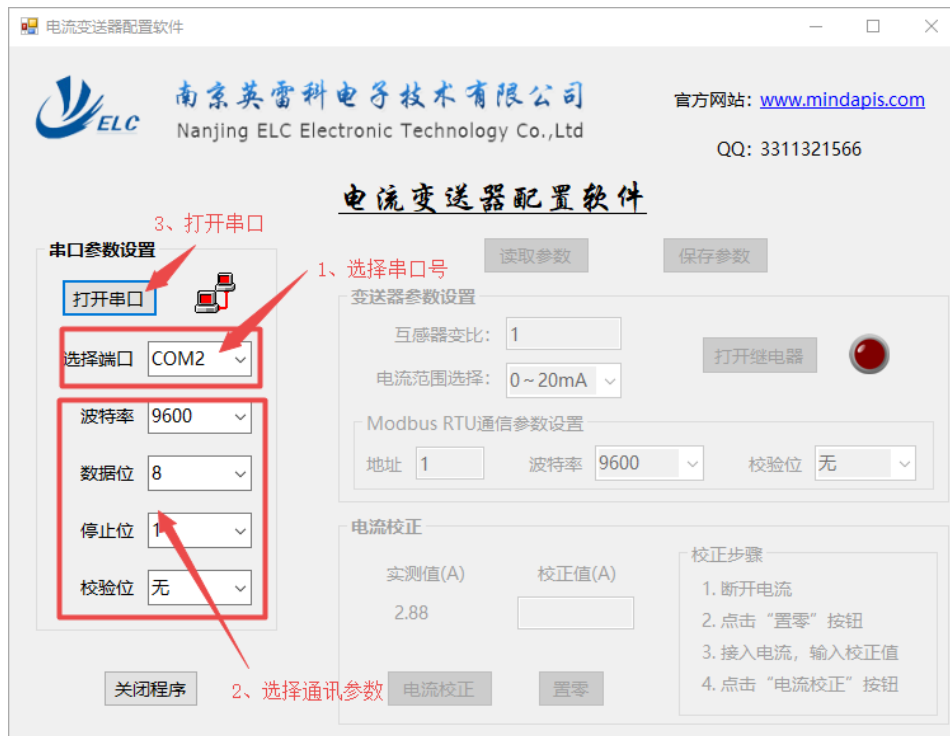 电流变送器配置软件
ELC
南京英雷科电子技术有限公司
Nanjing ELC Electronic Technology Co.,Ltd
官方网站：www.mindapis.com
QQ：3311321566
电流变送器配置软件
3、打开串口
串口参数设置
打开串口
1、选择串口号
选择端口 COM2
波特率 9600
数据位 8
停止位 1
校验位 无
2、选择通讯参数
关闭程序
读取参数 保存参数
变送器参数设置
互感器变比： 1
电流范围选择： 0~20mA
打开继电器
Modbus RTU通信参数设置
地址 1 波特率 9600 校验位 无
电流校正
实测值(A) 校正值(A)
2.88
电流校正 置零
校正步骤
1. 断开电流
2. 点击“置零”按钮
3. 接入电流，输入校正值
4. 点击“电流校正”按钮